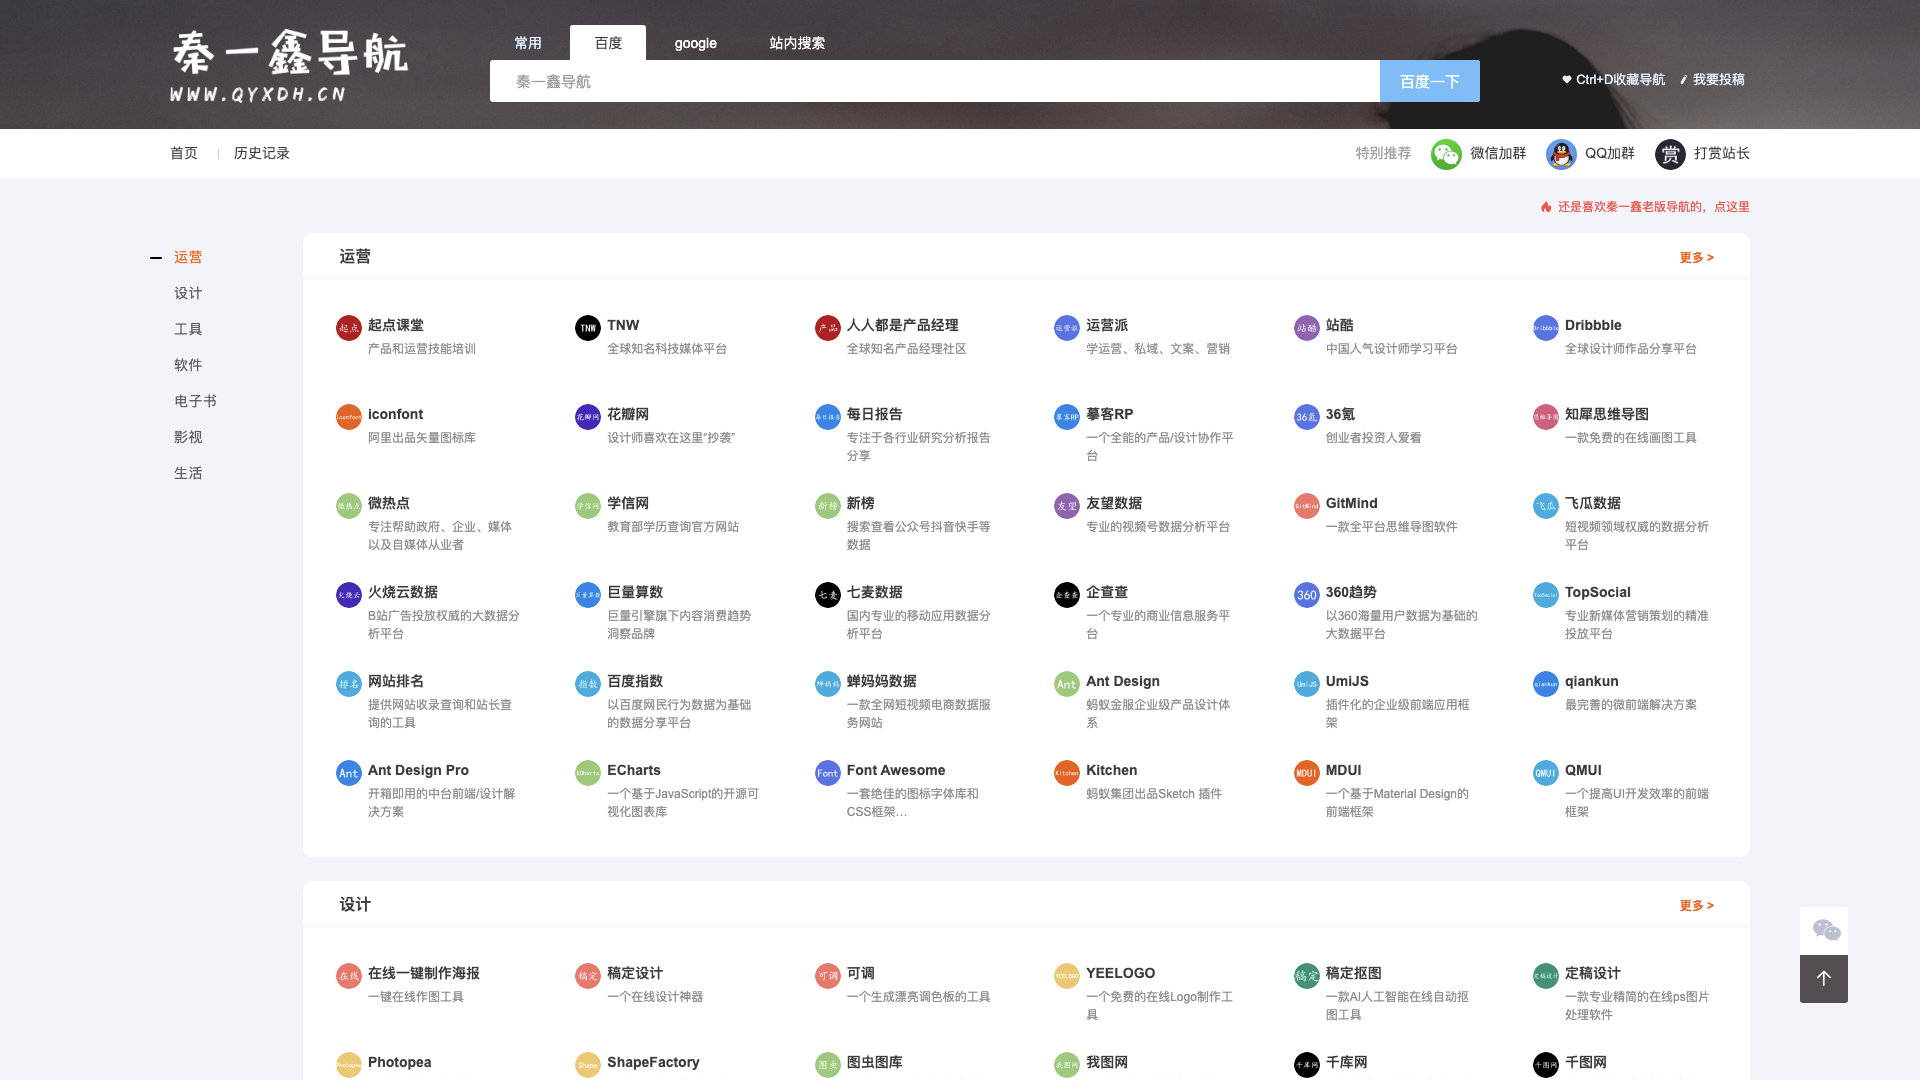 秦一鑫导航
WWW.QYXDH.CN
常用
百度
google
站内搜索
秦一鑫导航
百度一下
Ctrl+D收藏导航
我要投稿
首页
历史记录
特别推荐
微信加群
QQ加群
赏
打赏站长
还是喜欢秦一鑫老版导航的，点这里
运营
设计
工具
软件
电子书
影视
生活
运营
更多 >
起点
起点课堂
产品和运营技能培训
TNW
TNW
全球知名科技媒体平台
产品
人人都是产品经理
全球知名产品经理社区
运营派
运营派
学运营、私域、文案、营销
站酷
站酷
中国人气设计师学习平台
Dribbble
Dribbble
全球设计师作品分享平台
iconfont
iconfont
阿里出品矢量图标库
花瓣网
花瓣网
设计师喜欢在这里“抄袭”
每日报告
每日报告
专注于各行业研究分析报告
分享
摹客RP
摹客RP
一个全能的产品/设计协作平
台
36氪
36氪
创业者投资人爱看
思维导图
知犀思维导图
一款免费的在线画图工具
微热点
微热点
专注帮助政府、企业、媒体
以及自媒体从业者
学信网
学信网
教育部学历查询官方网站
新榜
新榜
搜索查看公众号抖音快手等
数据
友望
友望数据
专业的视频号数据分析平台
GitMind
GitMind
一款全平台思维导图软件
飞瓜
飞瓜数据
短视频领域权威的数据分析
平台
火烧云
火烧云数据
B站广告投放权威的大数据分
析平台
巨量算数
巨量算数
巨量引擎旗下内容消费趋势
洞察品牌
七麦
七麦数据
国内专业的移动应用数据分
析平台
企查查
企查查
一个专业的商业信息服务平
台
360
360趋势
以360海量用户数据为基础的
大数据平台
TopSocial
TopSocial
专业新媒体营销策划的精准
投放平台
排名
网站排名
提供网站收录查询和站长查
询的工具
指数
百度指数
以百度网民行为数据为基础
的数据分享平台
蝉妈妈
蝉妈妈数据
一款全网短视频电商数据服
务网站
Ant
Ant Design
蚂蚁金服企业级产品设计体
系
UmiJS
UmiJS
插件化的企业级前端应用框
架
qiankun
qiankun
最完善的微前端解决方案
Ant
Ant Design Pro
开箱即用的中台前端/设计解
决方案
ECharts
ECharts
一个基于JavaScript的开源可
视化图表库
Font
Font Awesome
一套绝佳的图标字体库和
CSS框架…
Kitchen
Kitchen
蚂蚁集团出品Sketch 插件
MDUI
MDUI
一个基于Material Design的
前端框架
QMUI
QMUI
一个提高UI开发效率的前端
框架
设计
更多 >
在线
在线一键制作海报
一键在线作图工具
稿定
稿定设计
一个在线设计神器
可调
可调
一个生成漂亮调色板的工具
YEELOGO
YEELOGO
一个免费的在线Logo制作工
具
稿定
稿定抠图
一款AI人工智能在线自动抠
图工具
定稿设计
定稿设计
一款专业精简的在线ps图片
处理软件
Photopea
Photopea
Shape
ShapeFactory
图虫
图虫图库
我图网
我图网
千库网
千库网
千图网
千图网